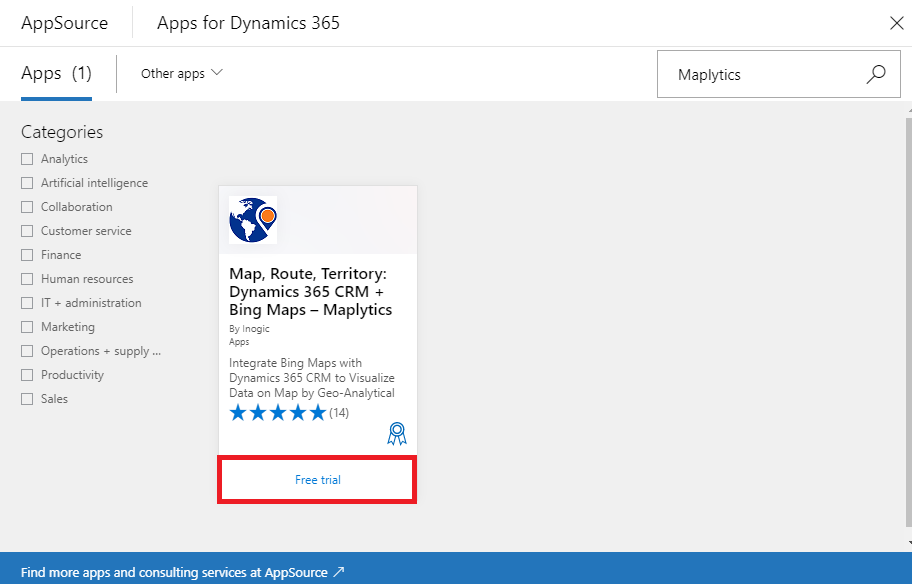 AppSource
Apps for Dynamics 365
Apps (1)
Other apps
Maplytics
Categories
Analytics
Artificial intelligence
Collaboration
Customer service
Finance
Human resources
IT + administration
Marketing
Operations + supply ...
Productivity
Sales
Map, Route, Territory:
Dynamics 365 CRM +
Bing Maps – Maplytics
By Inogic
Apps
Integrate Bing Maps with
Dynamics 365 CRM to Visualize
Data on Map by Geo-Analytical
(14)
Free trial
Find more apps and consulting services at AppSource